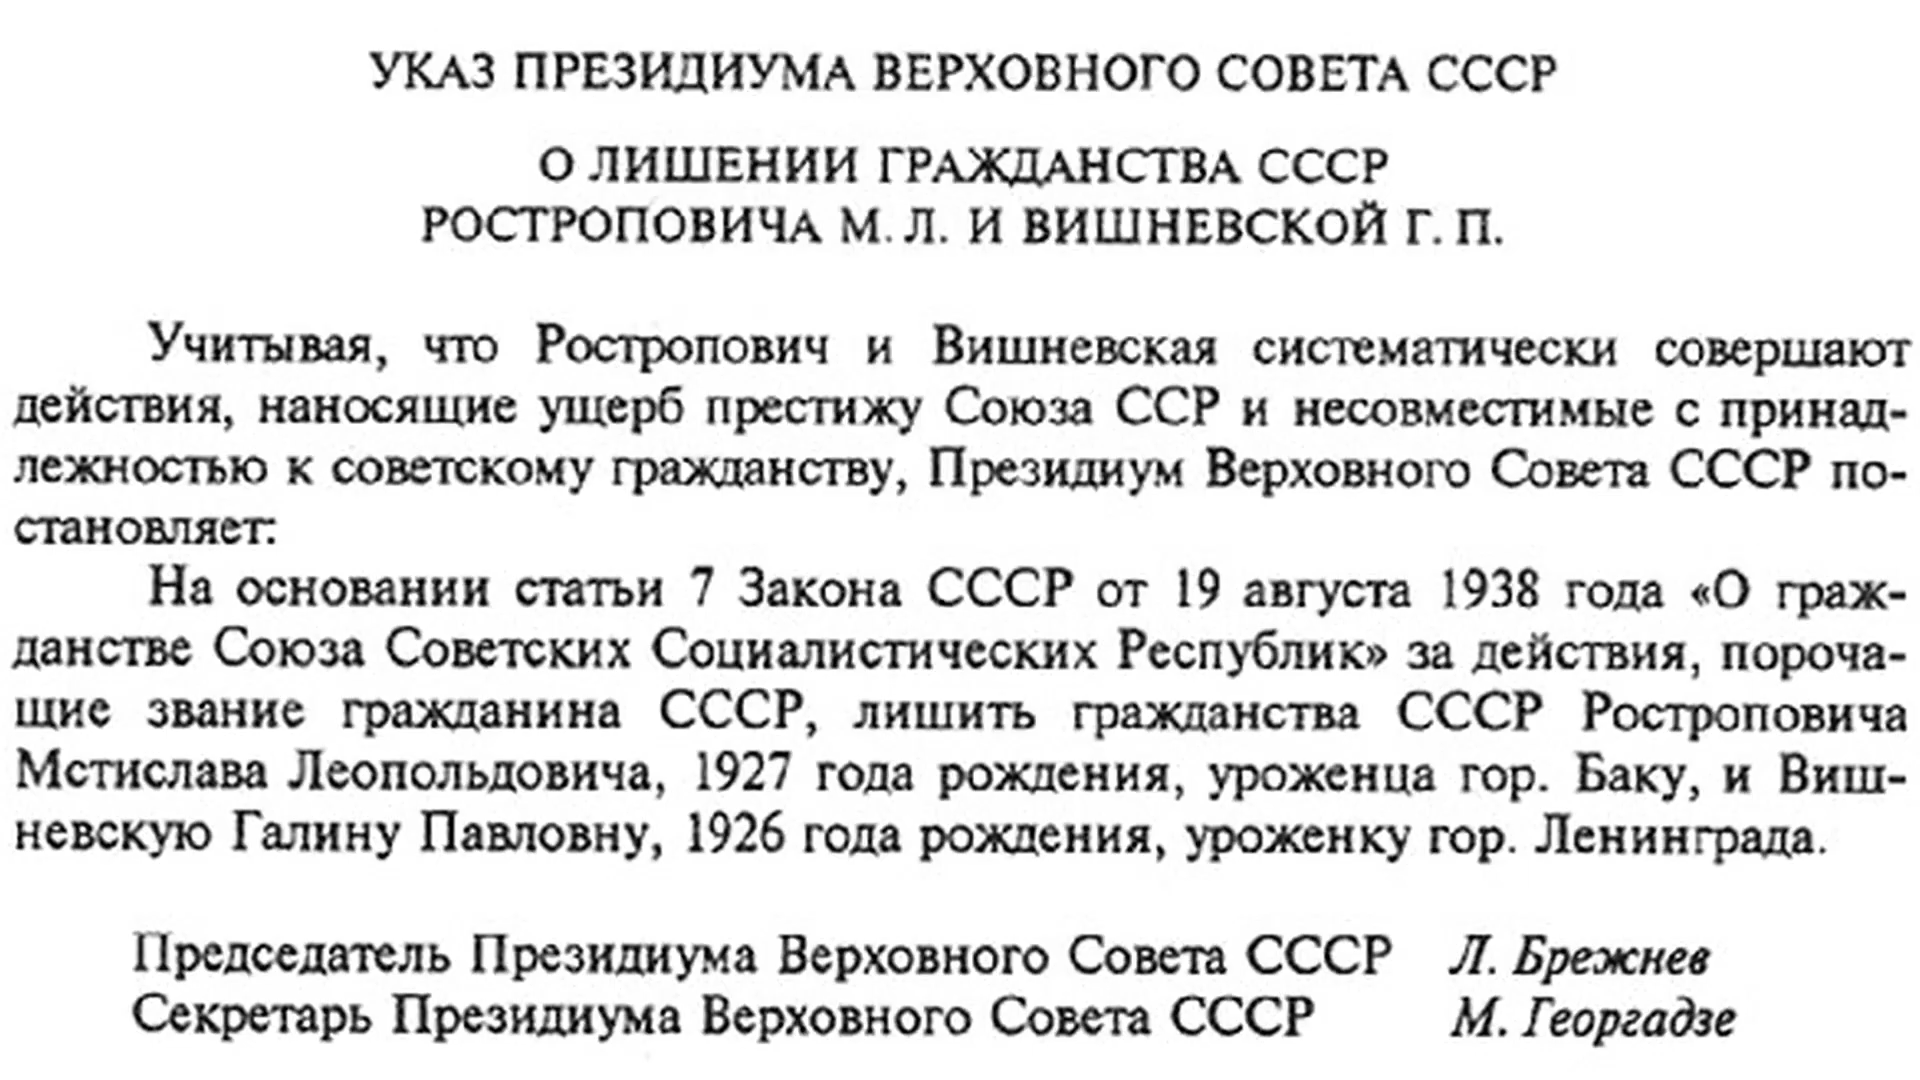 УКАЗ ПРЕЗИДИУМА ВЕРХОВНОГО СОВЕТА СССР
О ЛИШЕНИИ ГРАЖДАНСТВА СССР
РОСТРОПОВИЧА М. Л. И ВИШНЕВСКОЙ Г. П.
Учитывая, что Ростропович и Вишневская систематически совершают
действия, наносящие ущерб престижу Союза ССР и несовместимые с принад-
лежностью к советскому гражданству, Президиум Верховного Совета СССР по-
становляет:
На основании статьи 7 Закона СССР от 19 августа 1938 года «О граж-
данстве Союза Советских Социалистических Республик» за действия, пороча-
щие звание гражданина СССР, лишить гражданства СССР Ростроповича
Мстислава Леопольдовича, 1927 года рождения, уроженца гор. Баку, и Виш-
невскую Галину Павловну, 1926 года рождения, уроженку гор. Ленинграда.
Председатель Президиума Верховного Совета СССР Л. Брежнев
Секретарь Президиума Верховного Совета СССР М. Георгадзе